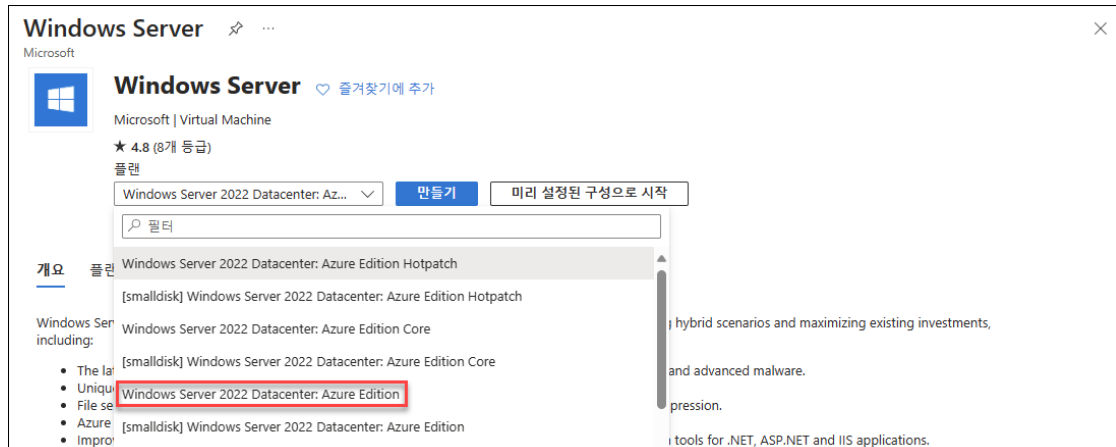 Windows Server
Microsoft
Windows Server 즐겨찾기에 추가
Microsoft | Virtual Machine
★ 4.8 (8개 등급)
플랜
Windows Server 2022 Datacenter: Az... 만들기 미리 설정된 구성으로 시작
필터
개요
Windows Server 2022 Datacenter: Azure Edition Hotpatch
[smalldisk] Windows Server 2022 Datacenter: Azure Edition Hotpatch
Windows Server 2022 Datacenter: Azure Edition Core
[smalldisk] Windows Server 2022 Datacenter: Azure Edition Core
Windows Server 2022 Datacenter: Azure Edition
[smalldisk] Windows Server 2022 Datacenter: Azure Edition
Windows hybrid scenarios and maximizing existing investments,
including:
The and advanced malware.
File pression.
Azure
tools for .NET, ASP.NET and IIS applications.